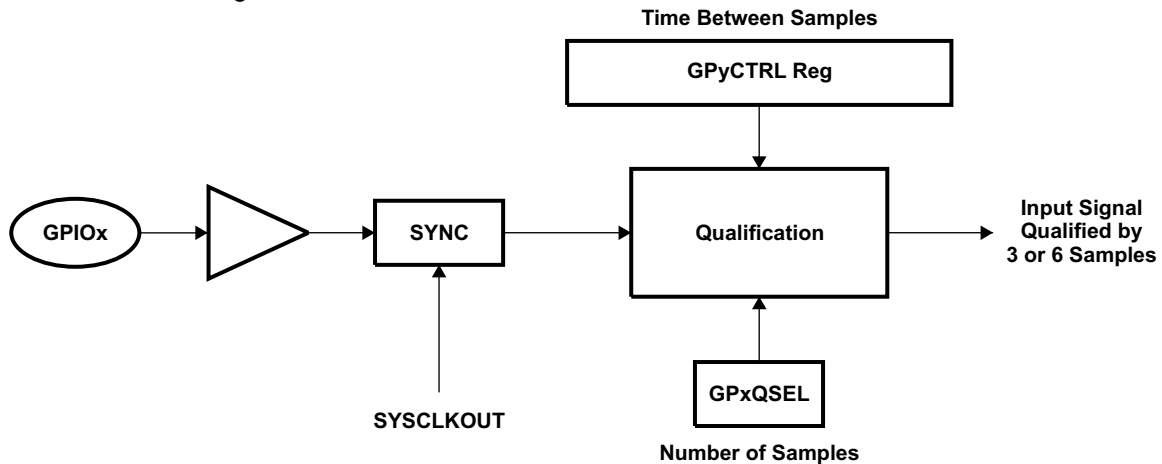 Time Between Samples
GPyCTRL Reg
GPIOx
SYNC
Qualification
Input Signal
Qualified by
3 or 6 Samples
GPxQSEL
SYSCLKOUT
Number of Samples